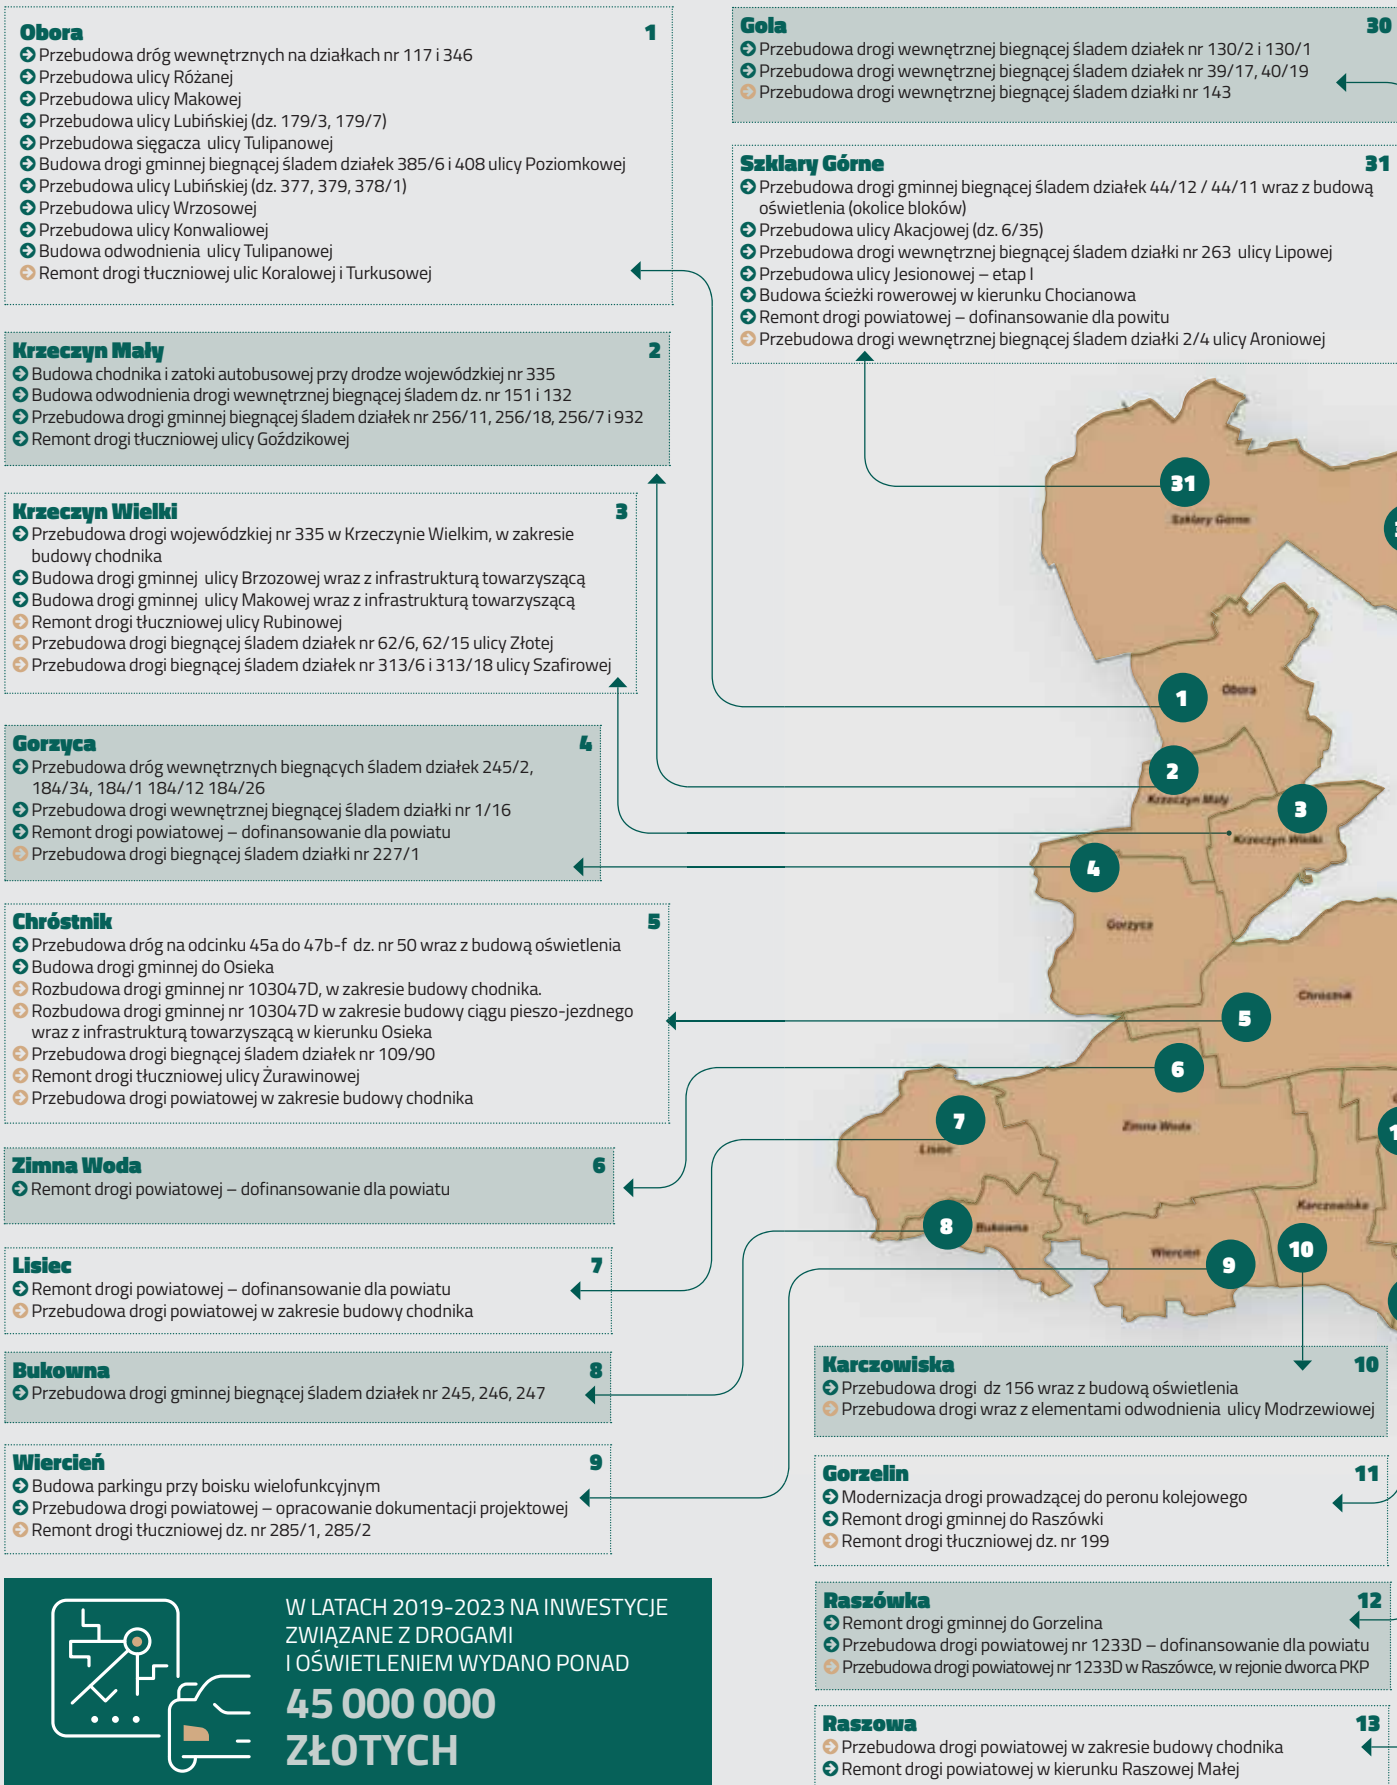 Obora 1
Przebudowa dróg wewnętrznych na działkach nr 117 i 346
Przebudowa ulicy Różanej
Przebudowa ulicy Makowej
Przebudowa ulicy Lubińskiej (dz. 179/3, 179/7)
Przebudowa sięgacza ulicy Tulipanowej
Budowa drogi gminnej biegnącej śladem działek 385/6 i 408 ulicy Poziomkowej
Przebudowa ulicy Lubińskiej (dz. 377, 379, 378/1)
Przebudowa ulicy Wrzosowej
Przebudowa ulicy Konwaliowej
Budowa odwodnienia ulicy Tulipanowej
Remont drogi tłuczniowej ulic Koralowej i Turkusowej
Krzeczyn Mały 2
Budowa chodnika i zatoki autobusowej przy drodze wojewódzkiej nr 335
Budowa odwodnienia drogi wewnętrznej biegnącej śladem dz. nr 151 i 132
Przebudowa drogi gminnej biegnącej śladem działek nr 256/11, 256/18, 256/7 i 932
Remont drogi tłuczniowej ulicy Goździkowej
Krzeczyn Wielki 3
Przebudowa drogi wojewódzkiej nr 335 w Krzeczynie Wielkim, w zakresie
budowy chodnika
Budowa drogi gminnej ulicy Brzozowej wraz z infrastrukturą towarzyszącą
Budowa drogi gminnej ulicy Makowej wraz z infrastrukturą towarzyszącą
Remont drogi tłuczniowej ulicy Rubinowej
Przebudowa drogi biegnącej śladem działek nr 62/6, 62/15 ulicy Złotej
Przebudowa drogi biegnącej śladem działek nr 313/6 i 313/18 ulicy Szafirowej
Gorzyca 4
Przebudowa dróg wewnętrznych biegnących śladem działek 245/2,
184/34, 184/1 184/12 184/26
Przebudowa drogi wewnętrznej biegnącej śladem działki nr 1/16
Remont drogi powiatowej – dofinansowanie dla powiatu
Przebudowa drogi biegnącej śladem działki nr 227/1
Chróstnik 5
Przebudowa dróg na odcinku 45a do 47b-f dz. nr 50 wraz z budową oświetlenia
Budowa drogi gminnej do Osieka
Rozbudowa drogi gminnej nr 103047D, w zakresie budowy chodnika.
Rozbudowa drogi gminnej nr 103047D w zakresie budowy ciągu pieszo-jezdnego
wraz z infrastrukturą towarzyszącą w kierunku Osieka
Przebudowa drogi biegnącej śladem działek nr 109/90
Remont drogi tłuczniowej ulicy Żurawinowej
Przebudowa drogi powiatowej w zakresie budowy chodnika
Zimna Woda 6
Remont drogi powiatowej – dofinansowanie dla powiatu
Lisiec 7
Remont drogi powiatowej – dofinansowanie dla powiatu
Przebudowa drogi powiatowej w zakresie budowy chodnika
Bukowna 8
Przebudowa drogi gminnej biegnącej śladem działek nr 245, 246, 247
Wiercień 9
Budowa parkingu przy boisku wielofunkcyjnym
Przebudowa drogi powiatowej – opracowanie dokumentacji projektowej
Remont drogi tłuczniowej dz. nr 285/1, 285/2
W LATACH 2019-2023 NA INWESTYCJE
ZWIĄZANE Z DROGAMI
I OŚWIETLENIEM WYDANO PONAD
45 000 000
ZŁOTYCH
Gola 30
Przebudowa drogi wewnętrznej biegnącej śladem działek nr 130/2 i 130/1
Przebudowa drogi wewnętrznej biegnącej śladem działek nr 39/17, 40/19
Przebudowa drogi wewnętrznej biegnącej śladem działki nr 143
Szklary Górne 31
Przebudowa drogi gminnej biegnącej śladem działek 44/12 / 44/11 wraz z budową
oświetlenia (okolice bloków)
Przebudowa ulicy Akacjowej (dz. 6/35)
Przebudowa drogi wewnętrznej biegnącej śladem działki nr 263 ulicy Lipowej
Przebudowa ulicy Jesionowej – etap I
Budowa ścieżki rowerowej w kierunku Chocianowa
Remont drogi powiatowej – dofinansowanie dla powitu
Przebudowa drogi wewnętrznej biegnącej śladem działki 2/4 ulicy Aroniowej
31
Szklary Górne
1
Obora
2
Krzeczyn Mały
3
Krzeczyn Wielki
4
Gorzyca
Chróstnik
5
6
Zimna Woda
7
Lisiec
8
Bukowna
Karczowiska
Wiercień
9
10
Karczowiska 10
Przebudowa drogi dz 156 wraz z budową oświetlenia
Przebudowa drogi wraz z elementami odwodnienia ulicy Modrzewiowej
Gorzelin 11
Modernizacja drogi prowadzącej do peronu kolejowego
Remont drogi gminnej do Raszówki
Remont drogi tłuczniowej dz. nr 199
Raszówka 12
Remont drogi gminnej do Gorzelina
Przebudowa drogi powiatowej nr 1233D – dofinansowanie dla powiatu
Przebudowa drogi powiatowej nr 1233D w Raszówce, w rejonie dworca PKP
Raszowa 13
Przebudowa drogi powiatowej w zakresie budowy chodnika
Remont drogi powiatowej w kierunku Raszowej Małej